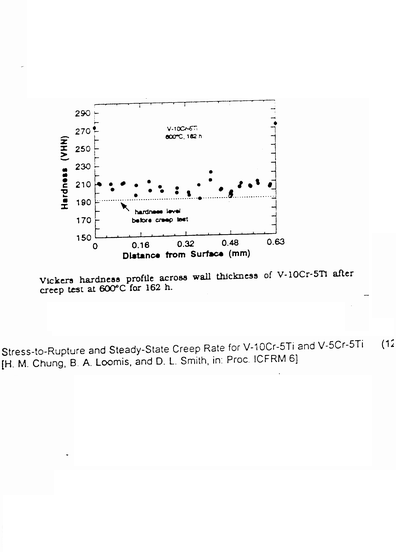 290
270
250
230
210
190
170
150
Hardness (VHN)
V-10Cr-5Ti
600°C, 162 h
hardness level
before creep test
0
0.16
0.32
0.48
0.63
Distance from Surface (mm)
Vickers hardness profile across wall thickness of V-10Cr-5Ti after
creep test at 600°C for 162 h.
Stress-to-Rupture and Steady-State Creep Rate for V-10Cr-5Ti and V-5Cr-5Ti (12
[H. M. Chung, B. A. Loomis, and D. L. Smith, in: Proc. ICFRM 6]